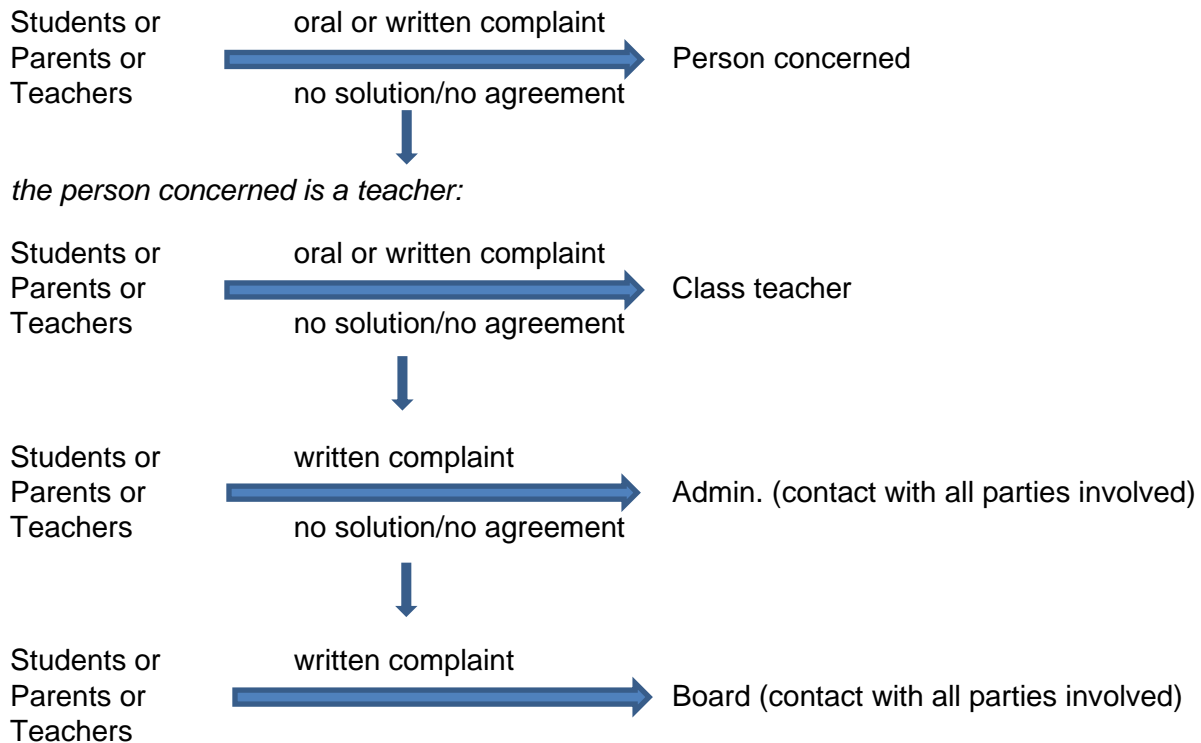 Students or oral or written complaint
Parents or Person concerned
Teachers no solution/no agreement
the person concerned is a teacher:
Students or oral or written complaint
Parents or Class teacher
Teachers no solution/no agreement
Students or written complaint
Parents or Admin. (contact with all parties involved)
Teachers no solution/no agreement
Students or written complaint
Parents or Board (contact with all parties involved)
Teachers